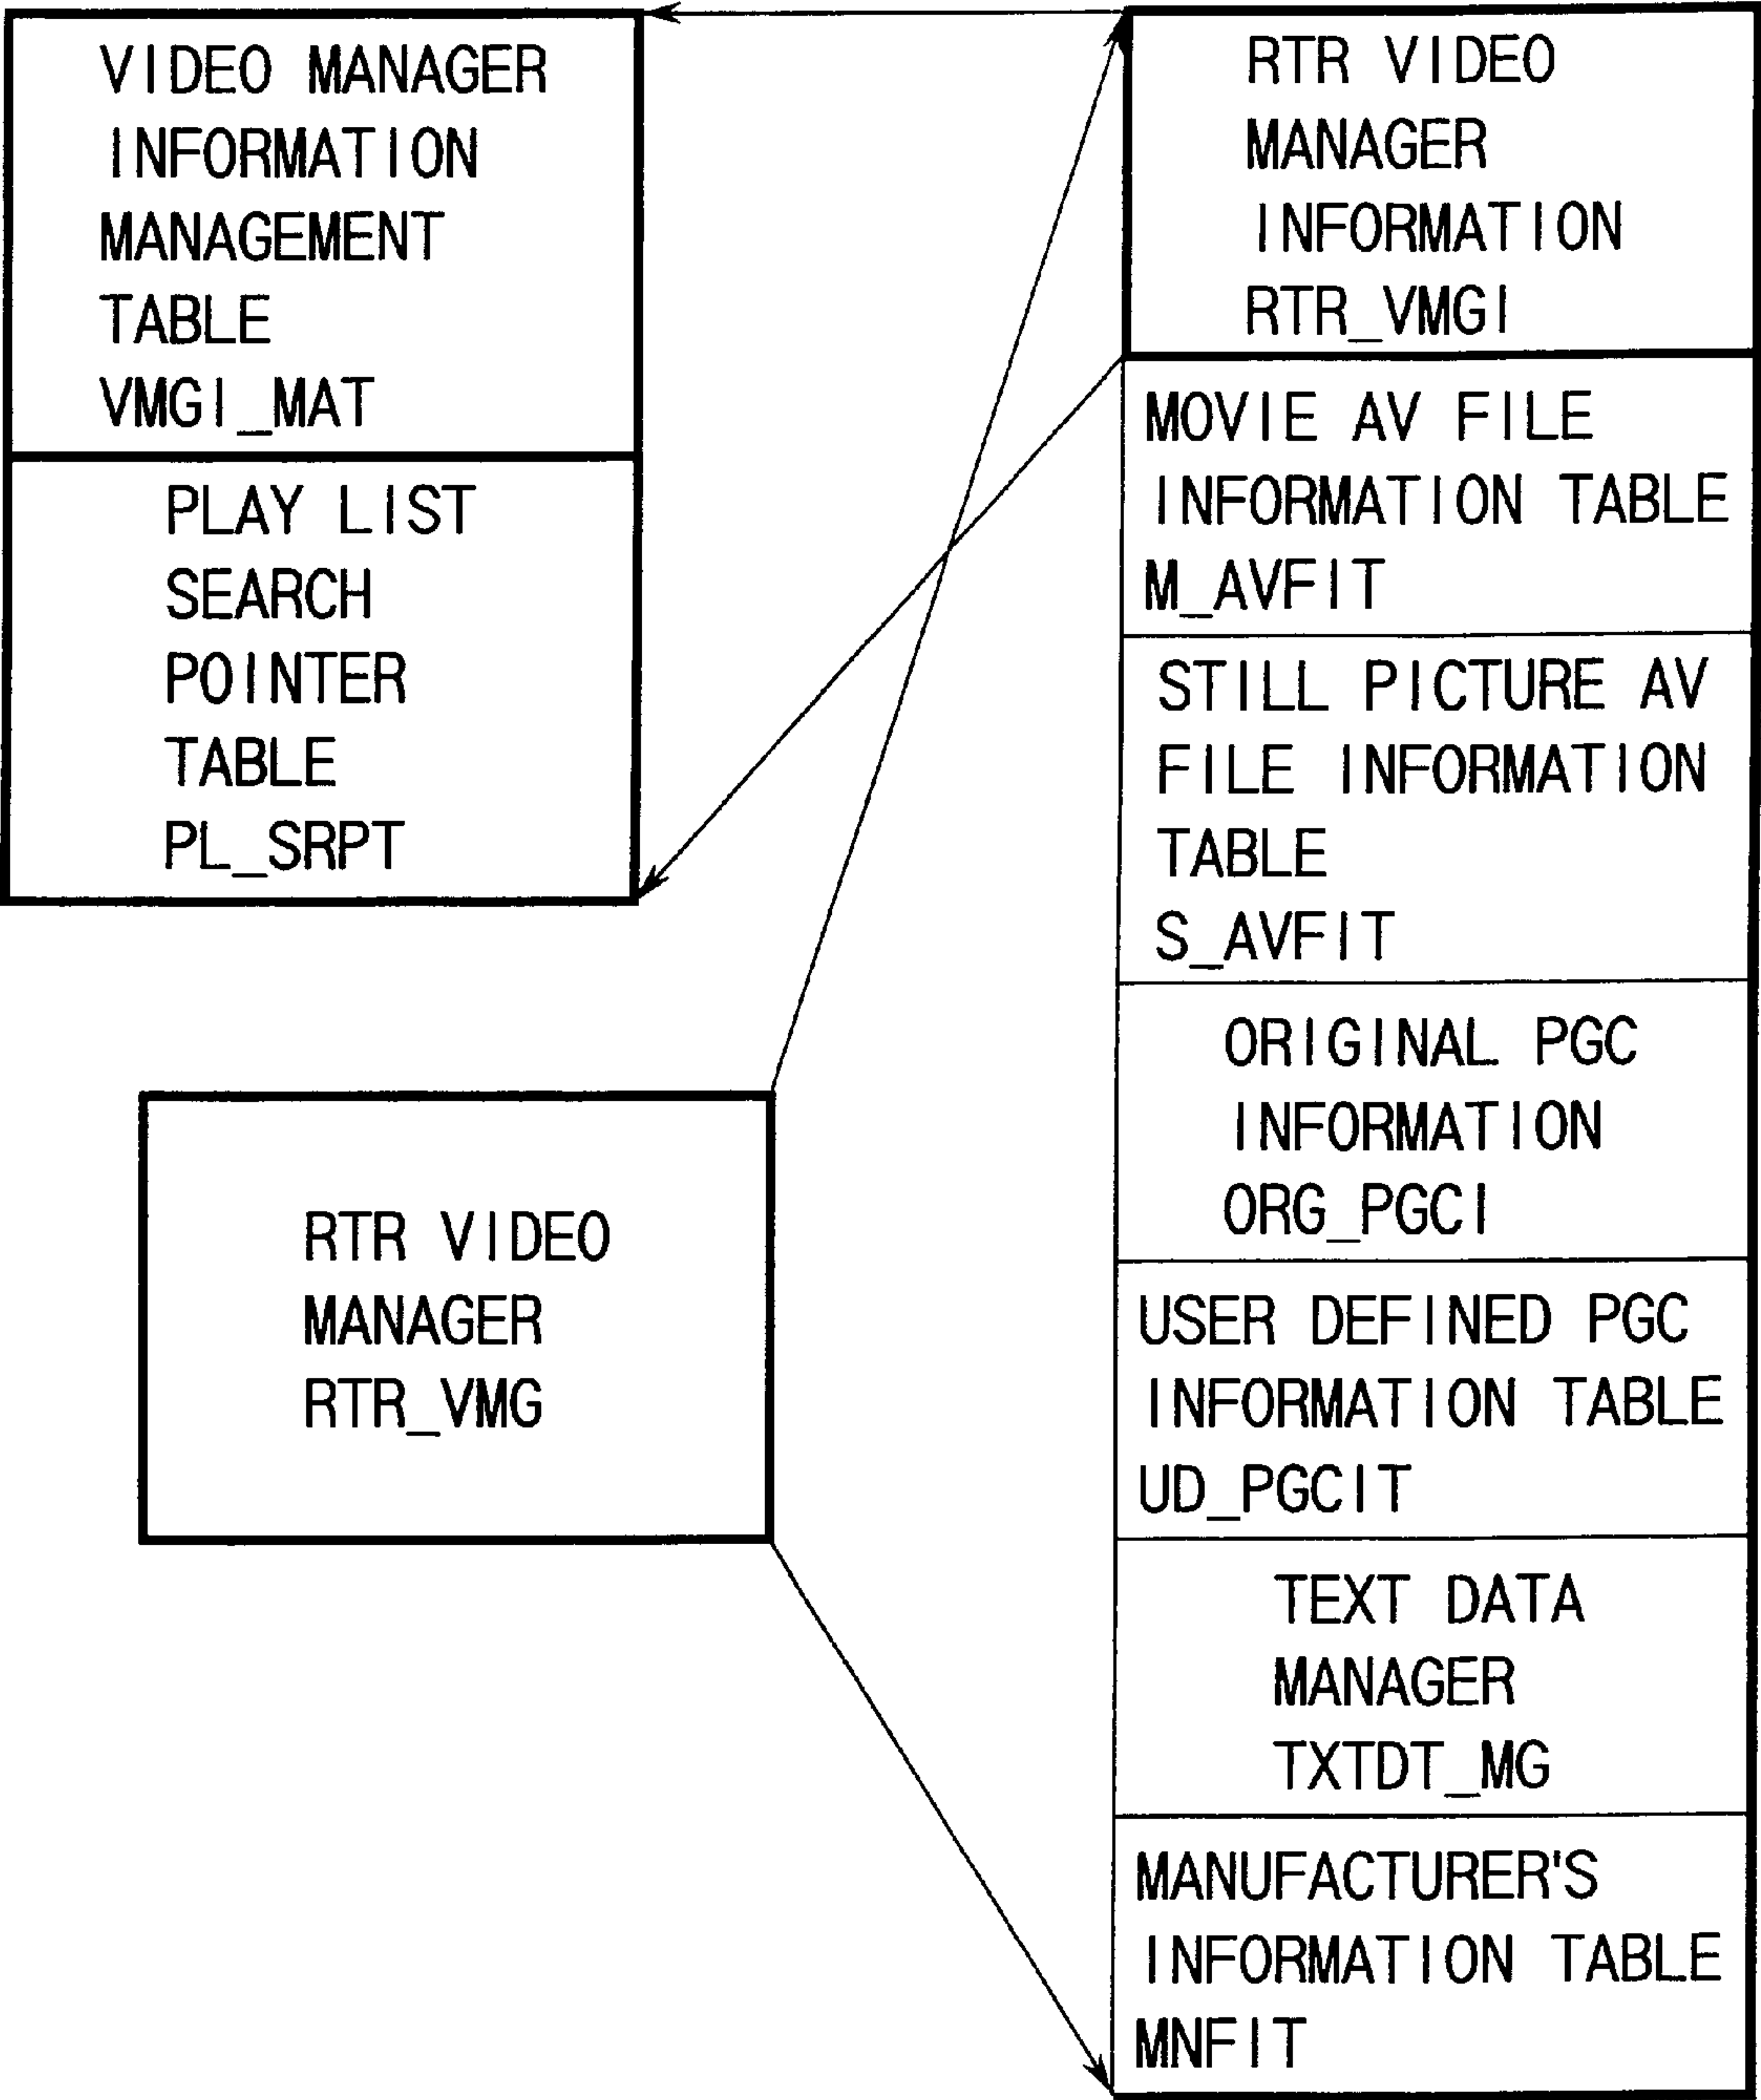 VIDEO MANAGER
INFORMATION
MANAGEMENT
TABLE
VMGI_MAT
PLAY LIST
SEARCH
POINTER
TABLE
PL_SRPT
RTR VIDEO
MANAGER
RTR_VMG
RTR VIDEO
MANAGER
INFORMATION
RTR_VMGI
MOVIE AV FILE
INFORMATION TABLE
M_AVFIT
STILL PICTURE AV
FILE INFORMATION
TABLE
S_AVFIT
ORIGINAL PGC
INFORMATION
ORG_PGCI
USER DEFINED PGC
INFORMATION TABLE
UD_PGCIT
TEXT DATA
MANAGER
TXTDT_MG
MANUFACTURER'S
INFORMATION TABLE
MNFIT